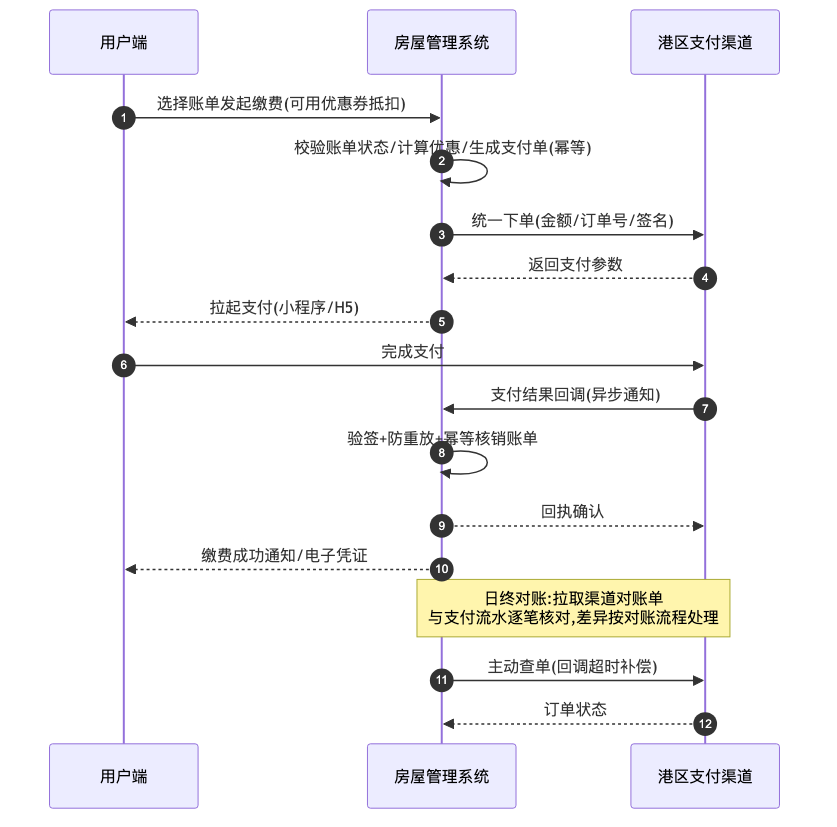 用户端
房屋管理系统
港区支付渠道
选择账单发起缴费(可用优惠券抵扣)
1
校验账单状态/计算优惠/生成支付单(幂等)
2
统一下单(金额/订单号/签名)
3
返回支付参数
4
拉起支付(小程序/H5)
5
完成支付
6
支付结果回调(异步通知)
7
验签+防重放+幂等核销账单
8
回执确认
9
缴费成功通知/电子凭证
10
日终对账:拉取渠道对账单
与支付流水逐笔核对,差异按对账流程处理
主动查单(回调超时补偿)
11
订单状态
12
用户端
房屋管理系统
港区支付渠道